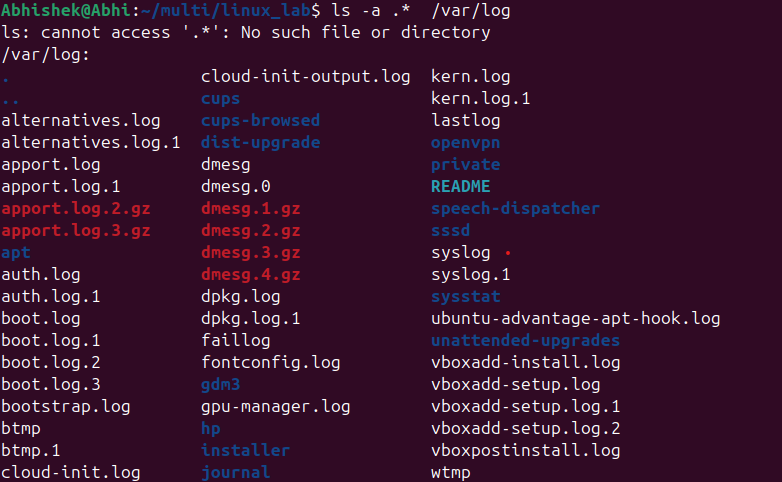 Abhishek@Abhi:~/multi/linux_lab$ ls -a .*  /var/log
ls: cannot access '.*': No such file or directory
/var/log:
.                   cloud-init-output.log  kern.log
..                  cups                   kern.log.1
alternatives.log    cups-browsed           lastlog
alternatives.log.1  dist-upgrade           openvpn
apport.log          dmesg                  private
apport.log.1        dmesg.0                README
apport.log.2.gz     dmesg.1.gz             speech-dispatcher
apport.log.3.gz     dmesg.2.gz             sssd
apt                 dmesg.3.gz             syslog
auth.log            dmesg.4.gz             syslog.1
auth.log.1          dpkg.log               sysstat
boot.log            dpkg.log.1             ubuntu-advantage-apt-hook.log
boot.log.1          faillog                unattended-upgrades
boot.log.2          fontconfig.log         vboxadd-install.log
boot.log.3          gdm3                   vboxadd-setup.log
bootstrap.log       gpu-manager.log        vboxadd-setup.log.1
btmp                hp                     vboxadd-setup.log.2
btmp.1              installer              vboxpostinstall.log
cloud-init.log      journal                wtmp